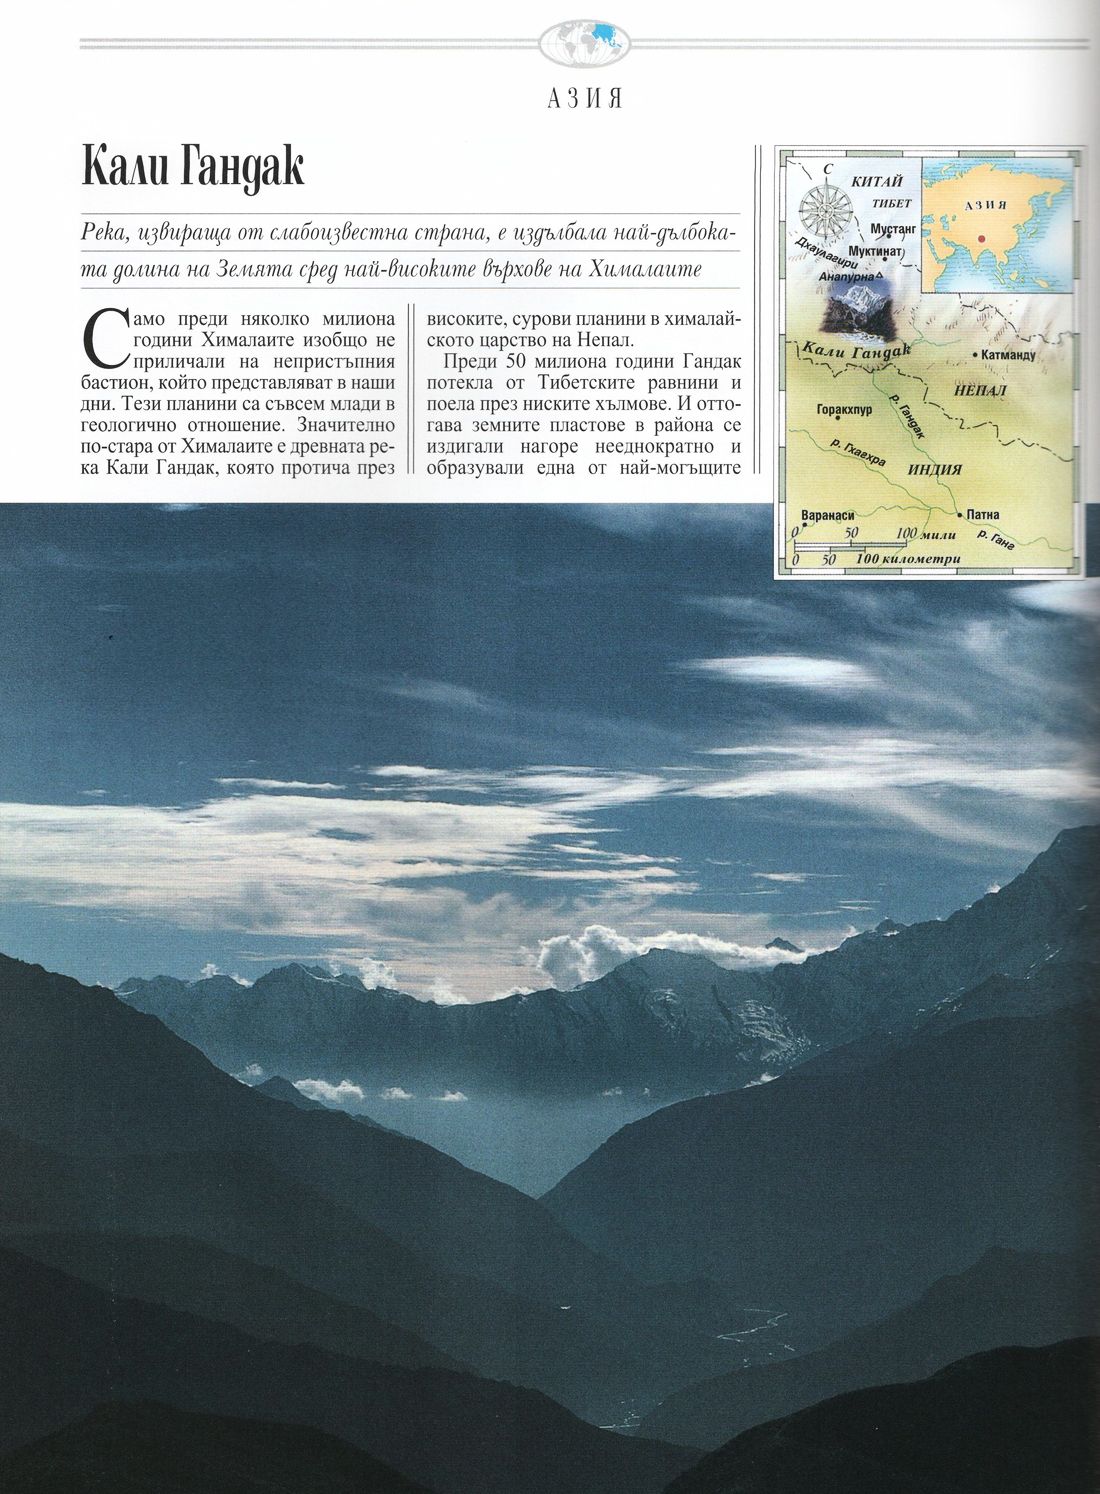 АЗИЯ
Кали Гандак
Река, извираща от слабоизвестна страна, е издълбала най-дълбока-
та долина на Земята сред най-високите върхове на Хималаите
Само преди няколко милиона
години Хималаите изобщо не
приличали на непристъпния
бастион, който представляват в наши
дни. Тези планини са съвсем млади в
геологично отношение. Значително
по-стара от Хималаите е древната ре-
ка Кали Гандак, която протича през
високите, сурови планини в хималай-
ското царство на Непал.
Преди 50 милиона години Гандак
потекла от Тибетските равнини и
поела през ниските хълмове. И отто-
гава земните пластове в района се
издигали нагоре нееднократно и
образували една от най-могъщите
С
КИТАЙ
ТИБЕТ
АЗИЯ
Мустанг
Муктинат
Дхаулагири
Анапурна
Кали Гандак
Катманду
НЕПАЛ
р. Гандак
Горакхпур
р. Гхагхра
ИНДИЯ
Варанаси
Патна
р. Ганг
0 50 100 мили
0 50 100 километри